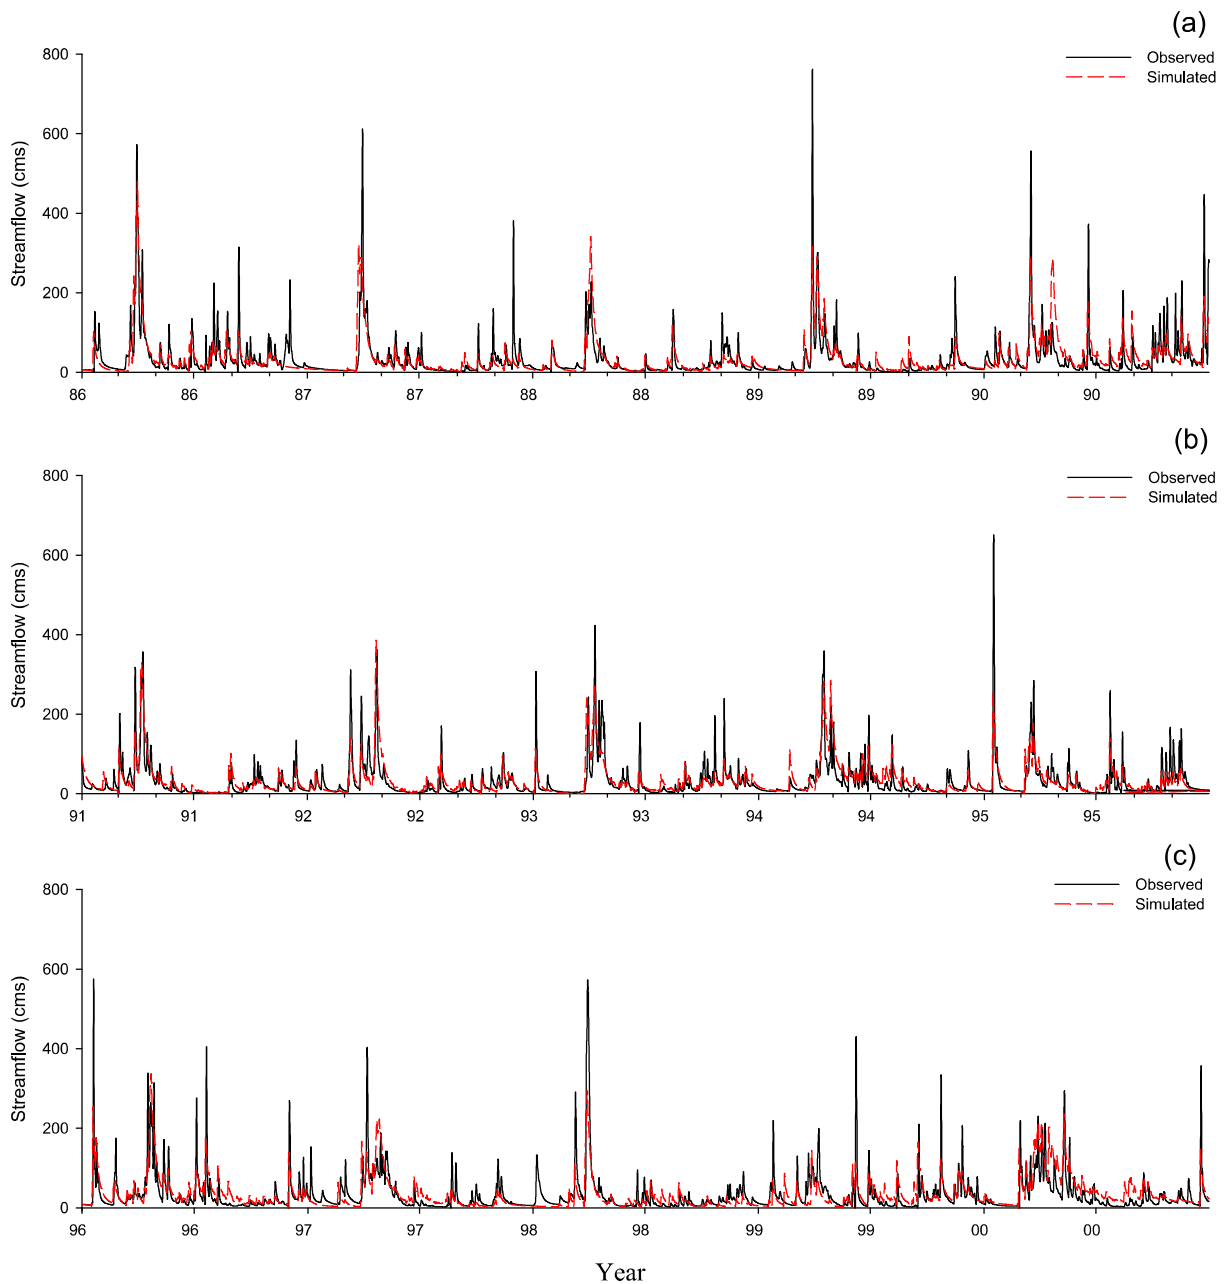 (a)
800
600
400
200
0
Streamflow (cms)
Observed
Simulated
86 86 87 87 88 88 89 89 90 90
(b)
800
600
400
200
0
Streamflow (cms)
Observed
Simulated
91 91 92 92 93 93 94 94 95 95
(c)
800
600
400
200
0
Streamflow (cms)
Observed
Simulated
96 96 97 97 98 98 99 99 00 00
Year